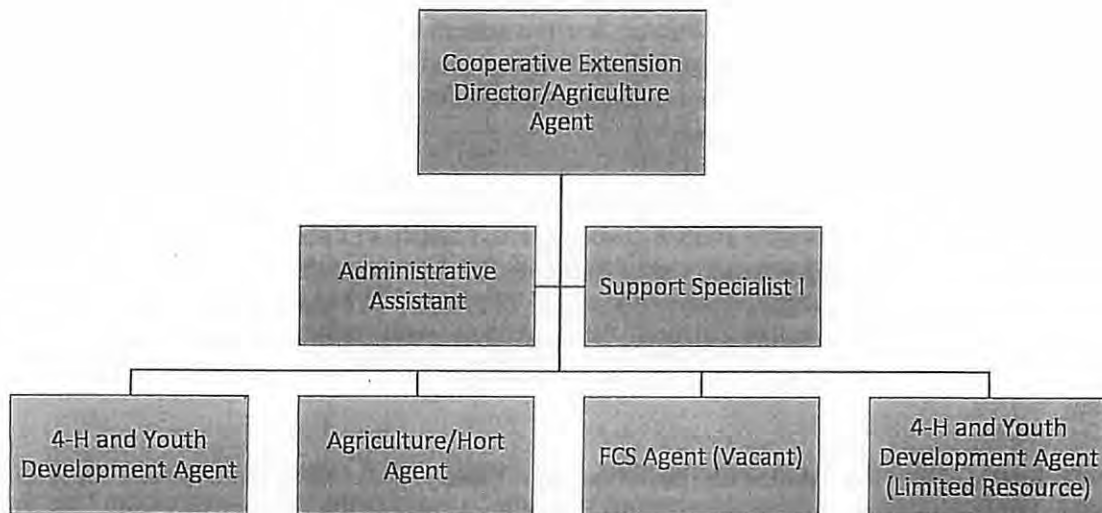 Cooperative Extension
Director/Agriculture
Agent
Administrative
Assistant
Support Specialist I
4-H and Youth
Development Agent
Agriculture/Hort
Agent
FCS Agent (Vacant)
4-H and Youth
Development Agent
(Limited Resource)